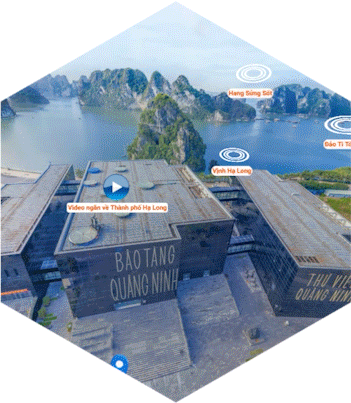 Hang Sửng Sốt
Đảo Ti Tố
Vịnh Hạ Long
Video ngắn về Thành phố Hạ Long
BẢO TÀNG
QUẢNG NINH
THƯ VIỆ
QUẢNG NINH